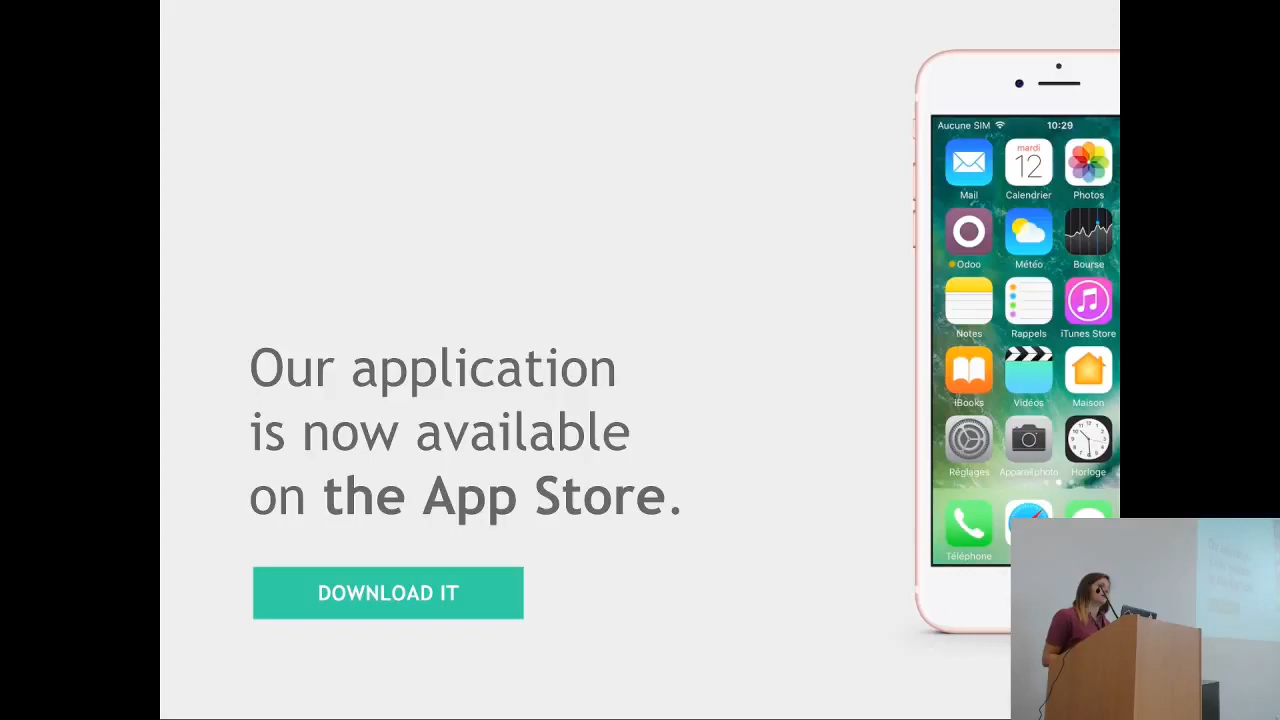 Our application
is now available
on the App Store.
DOWNLOAD IT
Aucune SIM
10:29
mardi
12
Mail
Calendrier
Photos
Odoo
Météo
Bourse
Notes
Rappels
iTunes Store
iBooks
Vidéos
Maison
Réglages
Appareil photo
Horloge
Téléphone